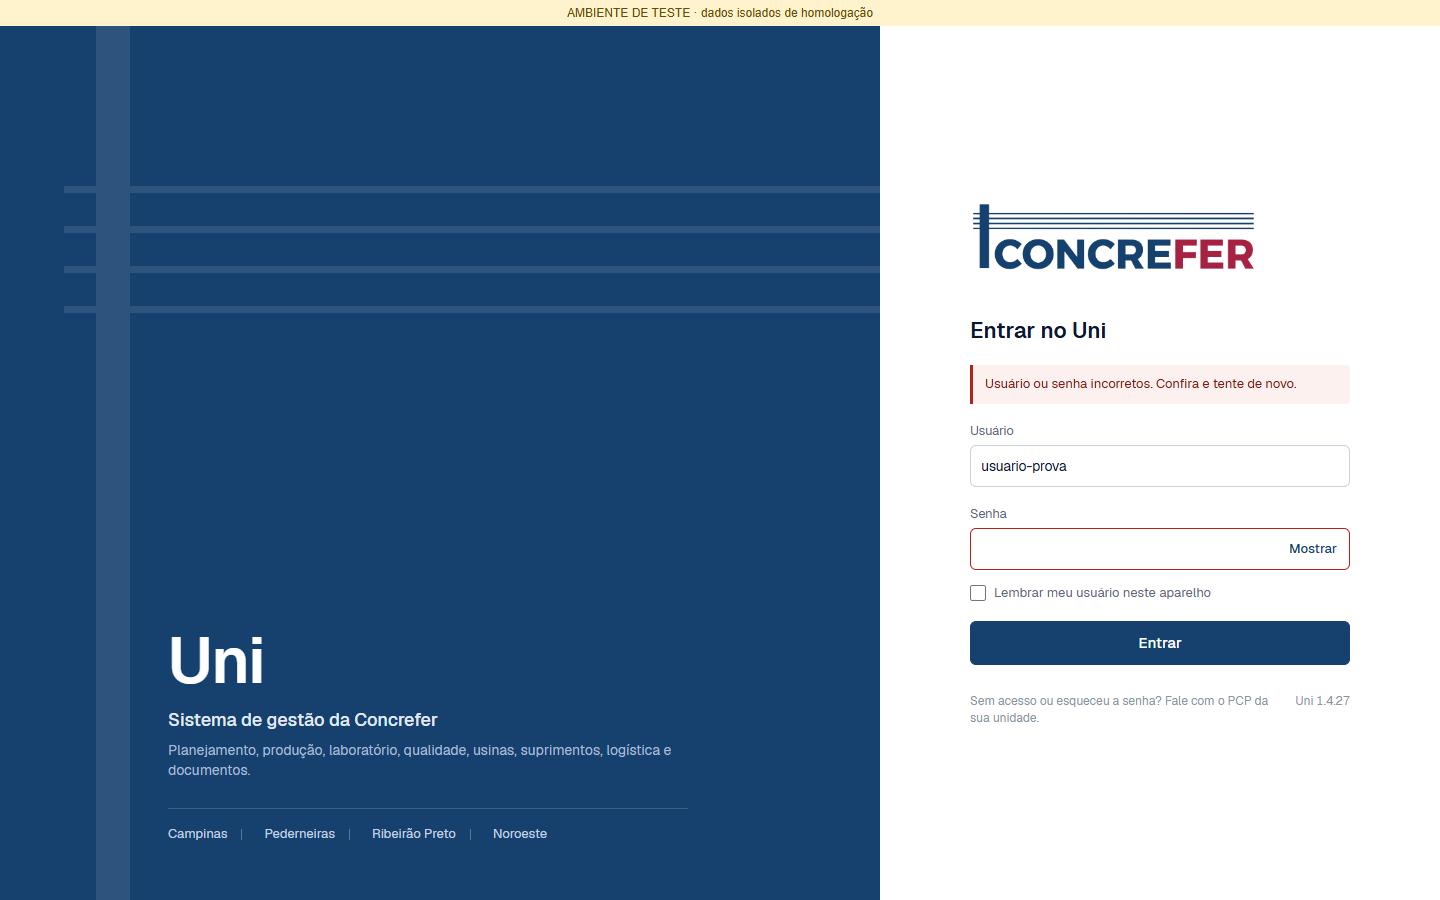 AMBIENTE DE TESTE · dados isolados de homologação
CONCREFER
Entrar no Uni
Usuário ou senha incorretos. Confira e tente de novo.
Usuário
usuario-prova
Senha
Mostrar
Lembrar meu usuário neste aparelho
Entrar
Sem acesso ou esqueceu a senha? Fale com o PCP da
sua unidade.
Uni 1.4.27
Uni
Sistema de gestão da Concrefer
Planejamento, produção, laboratório, qualidade, usinas, suprimentos, logística e
documentos.
Campinas | Pederneiras | Ribeirão Preto | Noroeste